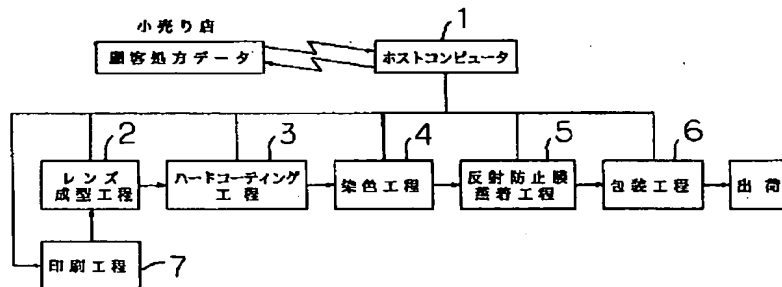 小売り店
顧客処方データ
1
ホストコンピュータ
2
3
4
5
6
レンズ
成型工程
ハードコーティング
工程
染色工程
反射防止膜
蒸着工程
包装工程
出荷
印刷工程
7